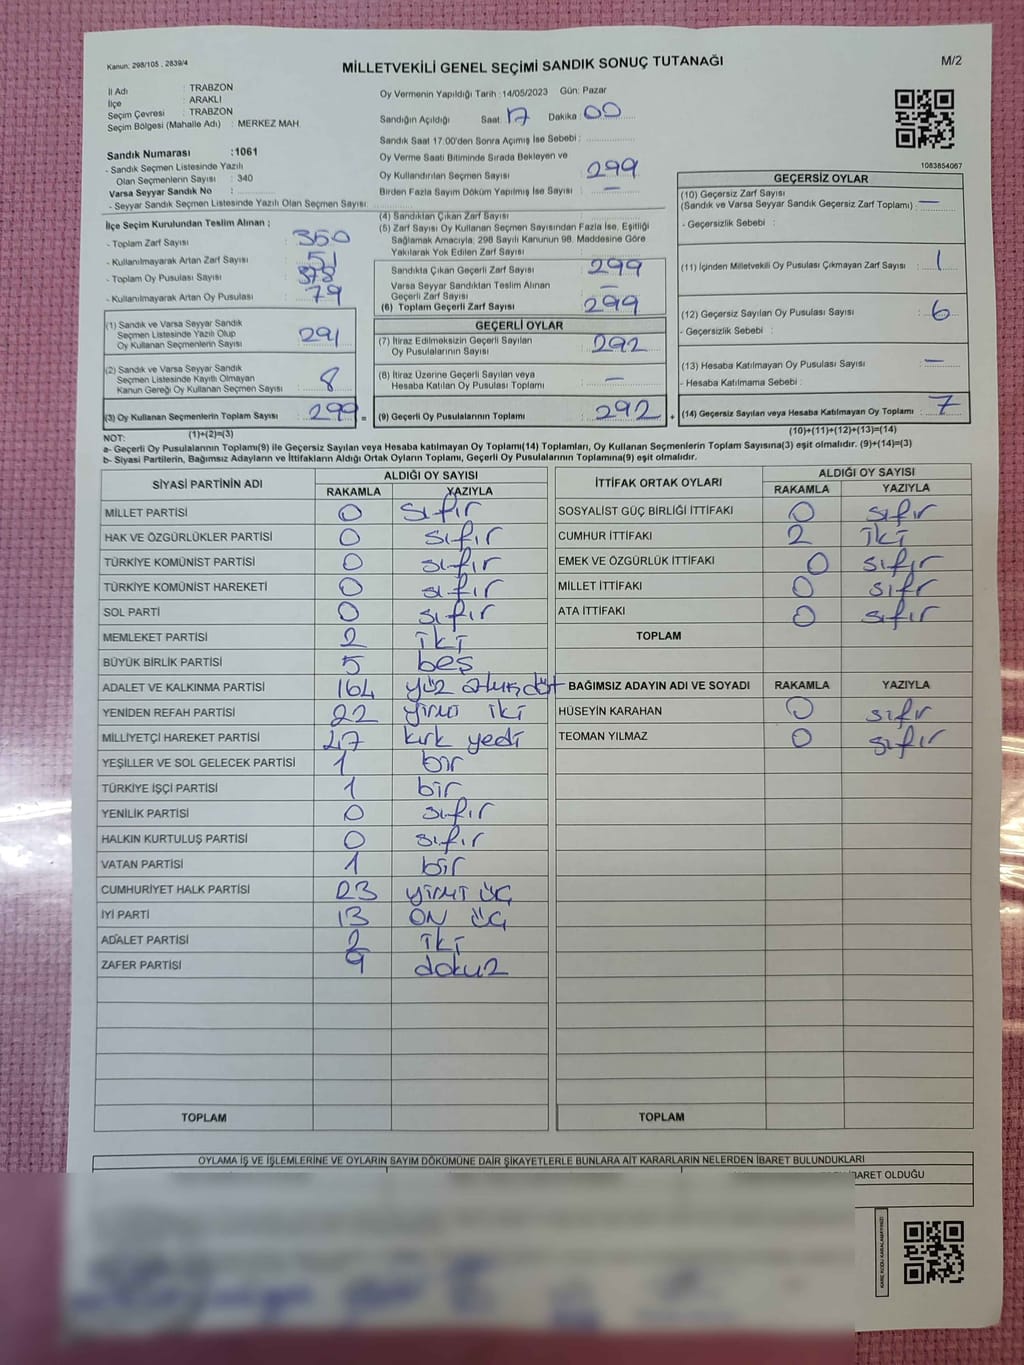 Kanun: 298/105 , 2839/4
MİLLETVEKİLİ GENEL SEÇİMİ SANDIK SONUÇ TUTANAĞI
M/2
İl Adı : TRABZON
İlçe : ARAKLI
Seçim Çevresi : TRABZON
Seçim Bölgesi (Mahalle Adı) : MERKEZ MAH.
Sandık Numarası :1061
- Sandık Seçmen Listesinde Yazılı
Olan Seçmenlerin Sayısı : 340
Varsa Seyyar Sandık No :
- Seyyar Sandık Seçmen Listesinde Yazılı Olan Seçmen Sayısı:
Oy Vermenin Yapıldığı Tarih :14/05/2023 Gün: Pazar
Sandığın Açıldığı Saat: 17 Dakika 00
Sandık Saat 17.00'den Sonra Açımış İse Sebebi :
Oy Verme Saati Bitiminde Sırada Bekleyen ve
Oy Kullandırılan Seçmen Sayısı : 299
Birden Fazla Sayım Döküm Yapılmış İse Sayısı : —
1083854067
İlçe Seçim Kurulundan Teslim Alınan ;
- Toplam Zarf Sayısı : 350
- Kullanılmayarak Artan Zarf Sayısı : 51
- Toplam Oy Pusulası Sayısı : 378
- Kullanılmayarak Artan Oy Pusulası : 79
(4) Sandıktan Çıkan Zarf Sayısı
(5) Zarf Sayısı Oy Kullanan Seçmen Sayısından Fazla İse, Eşitliği
Sağlamak Amacıyla, 298 Sayılı Kanunun 98. Maddesine Göre
Yakılarak Yok Edilen Zarf Sayısı
Sandıkta Çıkan Geçerli Zarf Sayısı : 299
Varsa Seyyar Sandıktan Teslim Alınan
Geçerli Zarf Sayısı : —
(6) Toplam Geçerli Zarf Sayısı : 299
GEÇERSİZ OYLAR
(10) Geçersiz Zarf Sayısı
(Sandık ve Varsa Seyyar Sandık Geçersiz Zarf Toplamı) : —
- Geçersizlik Sebebi :
(11) İçinden Milletvekili Oy Pusulası Çıkmayan Zarf Sayısı : 1
(12) Geçersiz Sayılan Oy Pusulası Sayısı : 6
- Geçersizlik Sebebi :
(13) Hesaba Katılmayan Oy Pusulası Sayısı : —
- Hesaba Katılmama Sebebi :
(14) Geçersiz Sayılan veya Hesaba Katılmayan Oy Toplamı : 7
(1) Sandık ve Varsa Seyyar Sandık
Seçmen Listesinde Yazılı Olup
Oy Kullanan Seçmenlerin Sayısı : 291
(2) Sandık ve Varsa Seyyar Sandık
Seçmen Listesinde Kayıtlı Olmayan
Kanun Gereği Oy Kullanan Seçmen Sayısı : 8
(3) Oy Kullanan Seçmenlerin Toplam Sayısı : 299 =
GEÇERLİ OYLAR
(7) İtiraz Edilmeksizin Geçerli Sayılan
Oy Pusulalarının Sayısı : 292
(8) İtiraz Üzerine Geçerli Sayılan veya
Hesaba Katılan Oy Pusulası Toplamı : —
(9) Geçerli Oy Pusulalarının Toplamı : 292 +
NOT: (1)+(2)=(3)
(10)+(11)+(12)+(13)=(14)
a- Geçerli Oy Pusulalarının Toplamı(9) ile Geçersiz Sayılan veya Hesaba katılmayan Oy Toplamı(14) Toplamları, Oy Kullanan Seçmenlerin Toplam Sayısına(3) eşit olmalıdır. (9)+(14)=(3)
b- Siyasi Partilerin, Bağımsız Adayların ve İttifakların Aldığı Ortak Oyların Toplamı, Geçerli Oy Pusulalarının Toplamına(9) eşit olmalıdır.
SİYASİ PARTİNİN ADI ALDIĞI OY SAYISI
RAKAMLA YAZIYLA
MİLLET PARTİSİ 0 sıfır
HAK VE ÖZGÜRLÜKLER PARTİSİ 0 sıfır
TÜRKİYE KOMÜNİST PARTİSİ 0 sıfır
TÜRKİYE KOMÜNİST HAREKETİ 0 sıfır
SOL PARTİ 0 sıfır
MEMLEKET PARTİSİ 2 iki
BÜYÜK BİRLİK PARTİSİ 5 beş
ADALET VE KALKINMA PARTİSİ 164 yüz
YENİDEN REFAH PARTİSİ 22 yirmi iki
MİLLİYETÇİ HAREKET PARTİSİ 47 kırk yedi
YEŞİLLER VE SOL GELECEK PARTİSİ 1 bir
TÜRKİYE İŞÇİ PARTİSİ 1 bir
YENİLİK PARTİSİ 0 sıfır
HALKIN KURTULUŞ PARTİSİ 0 sıfır
VATAN PARTİSİ 1 bir
CUMHURİYET HALK PARTİSİ 23 yirmi üç
İYİ PARTİ 13 on üç
ADALET PARTİSİ 2 iki
ZAFER PARTİSİ 9 dokuz
TOPLAM
İTTİFAK ORTAK OYLARI ALDIĞI OY SAYISI
RAKAMLA YAZIYLA
SOSYALİST GÜÇ BİRLİĞİ İTTİFAKI 0 sıfır
CUMHUR İTTİFAKI 2 iki
EMEK VE ÖZGÜRLÜK İTTİFAKI 0 sıfır
MİLLET İTTİFAKI 0 sıfır
ATA İTTİFAKI 0 sıfır
TOPLAM
BAĞIMSIZ ADAYIN ADI VE SOYADI RAKAMLA YAZIYLA
HÜSEYİN KARAHAN 0 sıfır
TEOMAN YILMAZ 0 sıfır
TOPLAM
OYLAMA İŞ VE İŞLEMLERİNE VE OYLARIN SAYIM DÖKÜMÜNE DAİR ŞİKAYETLERLE BUNLARA AİT KARARLARIN NELERDEN İBARET BULUNDUKLARI
İBARET OLDUĞU
KARE KODU KARALAMAYINIZ!